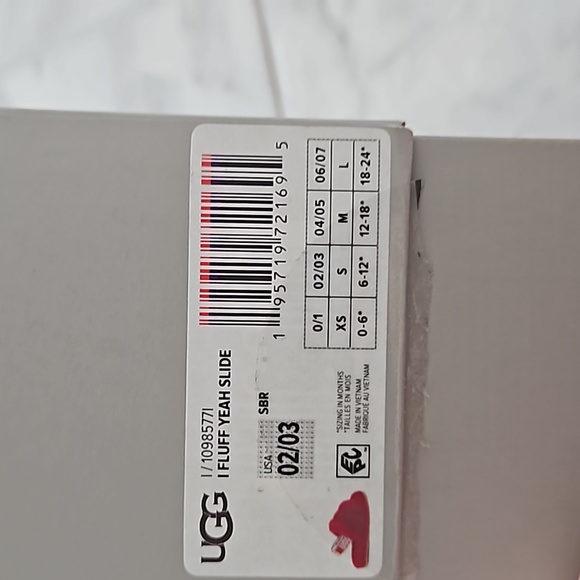 UGG
I / 1098577I
I FLUFF YEAH SLIDE
USA
SBR
02/03
1 95719 72169 5
*SIZING IN MONTHS
*TAILLES EN MOIS
MADE IN VIETNAM
FABRIQUÉ AU VIETNAM
0/1 02/03 04/05 06/07
XS S M L
0-6* 6-12* 12-18* 18-24*